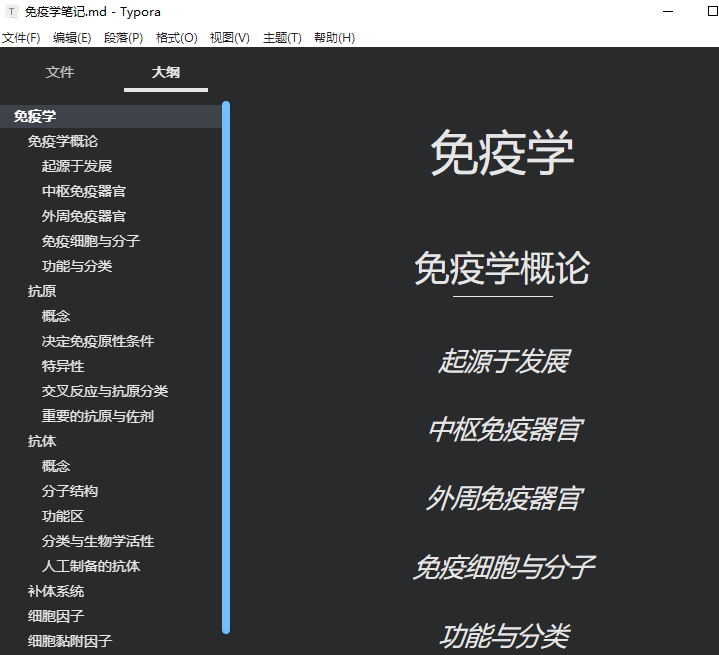 T 免疫学笔记.md - Typora
文件(F) 编辑(E) 段落(P) 格式(O) 视图(V) 主题(T) 帮助(H)
文件 大纲
免疫学
免疫学概论
起源于发展
中枢免疫器官
外周免疫器官
免疫细胞与分子
功能与分类
抗原
概念
决定免疫原性条件
特异性
交叉反应与抗原分类
重要的抗原与佐剂
抗体
概念
分子结构
功能区
分类与生物学活性
人工制备的抗体
补体系统
细胞因子
细胞黏附因子
免疫学
免疫学概论
起源于发展
中枢免疫器官
外周免疫器官
免疫细胞与分子
功能与分类